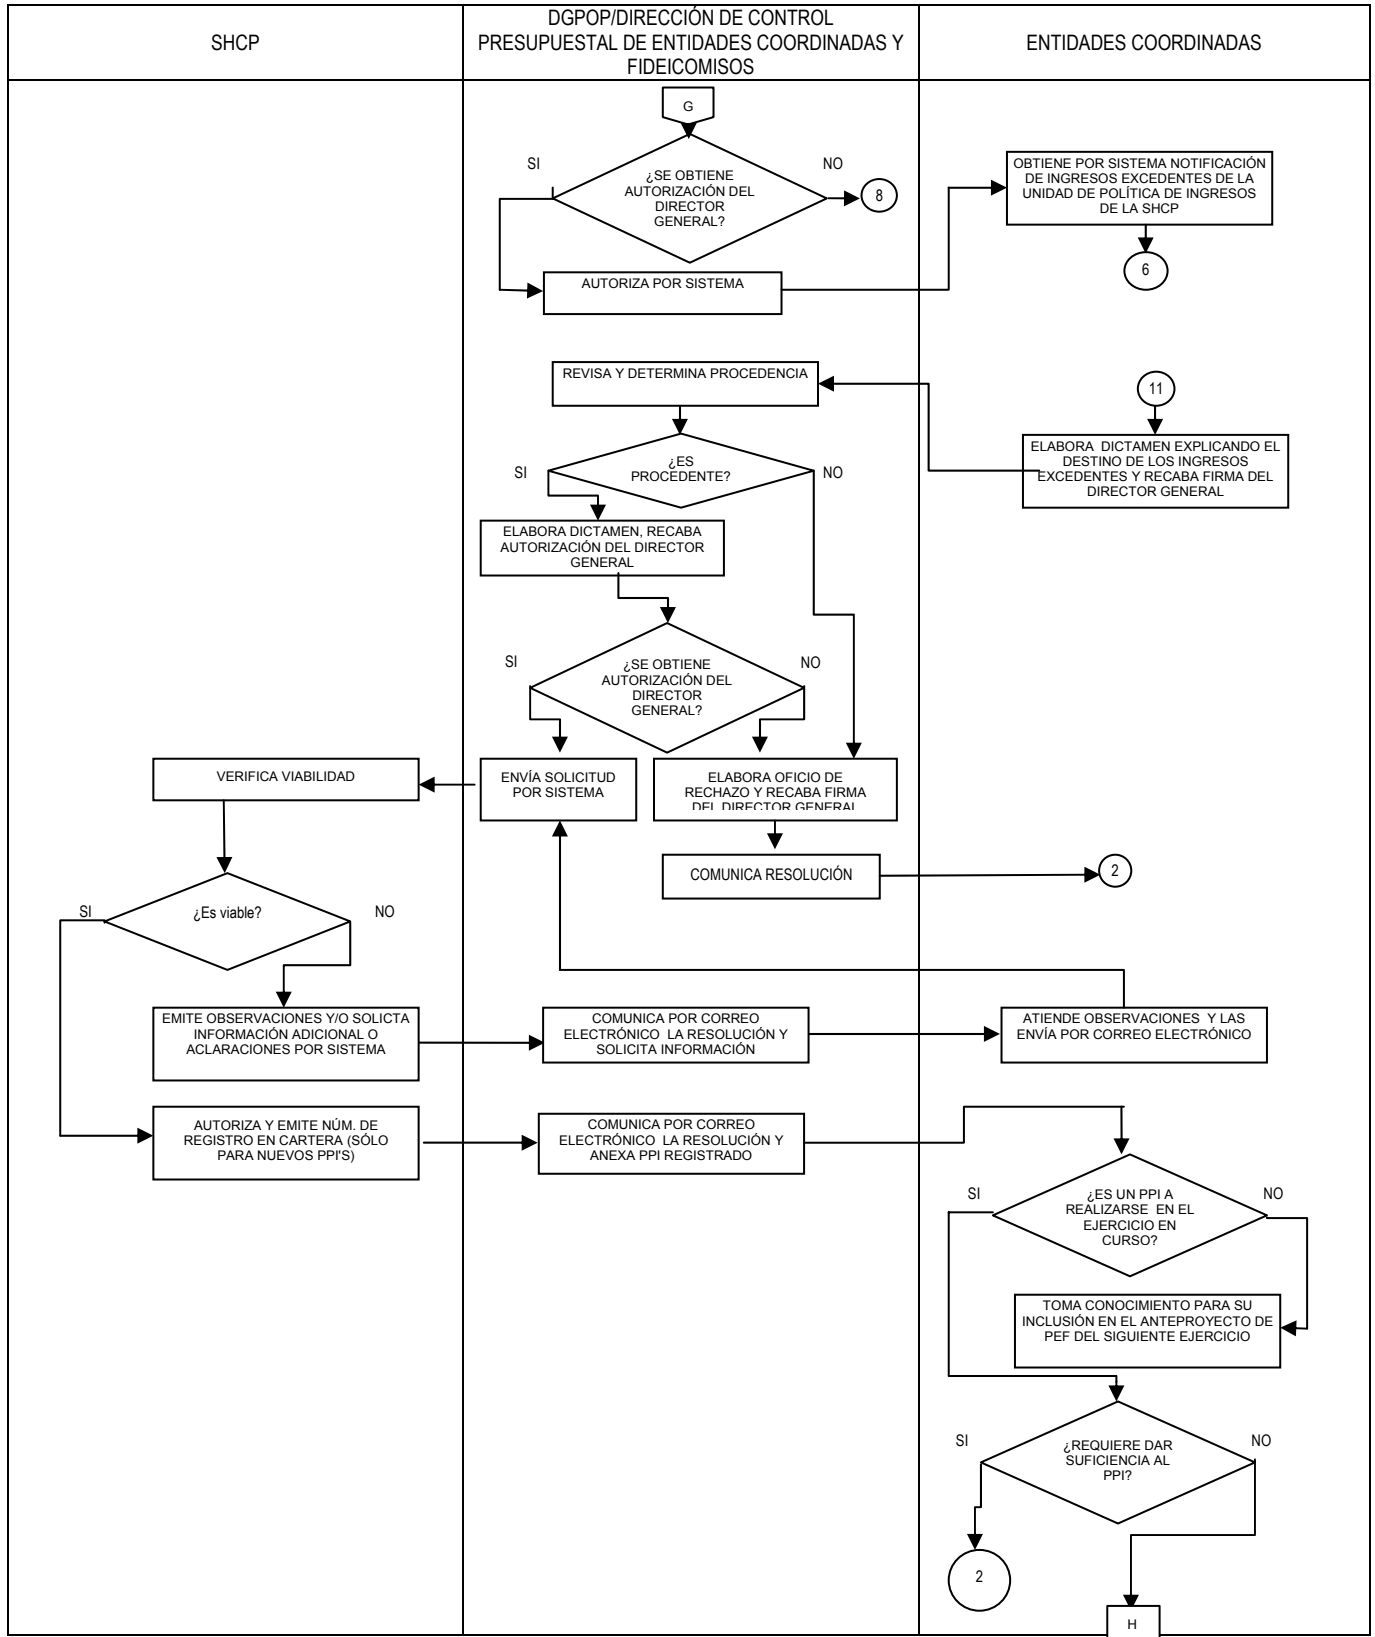 SHCP
DGPOP/DIRECCIÓN DE CONTROL
PRESUPUESTAL DE ENTIDADES COORDINADAS Y
FIDEICOMISOS
ENTIDADES COORDINADAS
G
SI
NO
¿SE OBTIENE
AUTORIZACIÓN DEL
DIRECTOR
GENERAL?
8
OBTIENE POR SISTEMA NOTIFICACIÓN
DE INGRESOS EXCEDENTES DE LA
UNIDAD DE POLÍTICA DE INGRESOS
DE LA SHCP
6
AUTORIZA POR SISTEMA
REVISA Y DETERMINA PROCEDENCIA
11
ELABORA DICTAMEN EXPLICANDO EL
DESTINO DE LOS INGRESOS
EXCEDENTES Y RECABA FIRMA DEL
DIRECTOR GENERAL
SI
¿ES
PROCEDENTE?
NO
ELABORA DICTAMEN, RECABA
AUTORIZACIÓN DEL DIRECTOR
GENERAL
SI
¿SE OBTIENE
AUTORIZACIÓN DEL
DIRECTOR
GENERAL?
NO
VERIFICA VIABILIDAD
ENVÍA SOLICITUD
POR SISTEMA
ELABORA OFICIO DE
RECHAZO Y RECABA FIRMA
DEL DIRECTOR GENERAL
COMUNICA RESOLUCIÓN
2
SI
¿Es viable?
NO
EMITE OBSERVACIONES Y/O SOLICTA
INFORMACIÓN ADICIONAL O
ACLARACIONES POR SISTEMA
COMUNICA POR CORREO
ELECTRÓNICO LA RESOLUCIÓN Y
SOLICITA INFORMACIÓN
ATIENDE OBSERVACIONES Y LAS
ENVÍA POR CORREO ELECTRÓNICO
AUTORIZA Y EMITE NÚM. DE
REGISTRO EN CARTERA (SÓLO
PARA NUEVOS PPI'S)
COMUNICA POR CORREO
ELECTRÓNICO LA RESOLUCIÓN Y
ANEXA PPI REGISTRADO
SI
¿ES UN PPI A
REALIZARSE EN EL
EJERCICIO EN
CURSO?
NO
TOMA CONOCIMIENTO PARA SU
INCLUSIÓN EN EL ANTEPROYECTO DE
PEF DEL SIGUIENTE EJERCICIO
SI
¿REQUIERE DAR
SUFICIENCIA AL
PPI?
NO
2
H